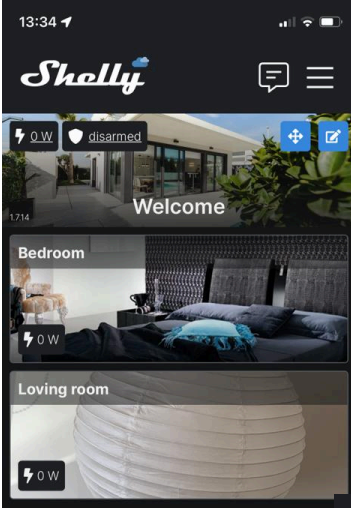 13:34
Shelly
0 W
disarmed
Welcome
1.7.14
Bedroom
0 W
Loving room
0 W